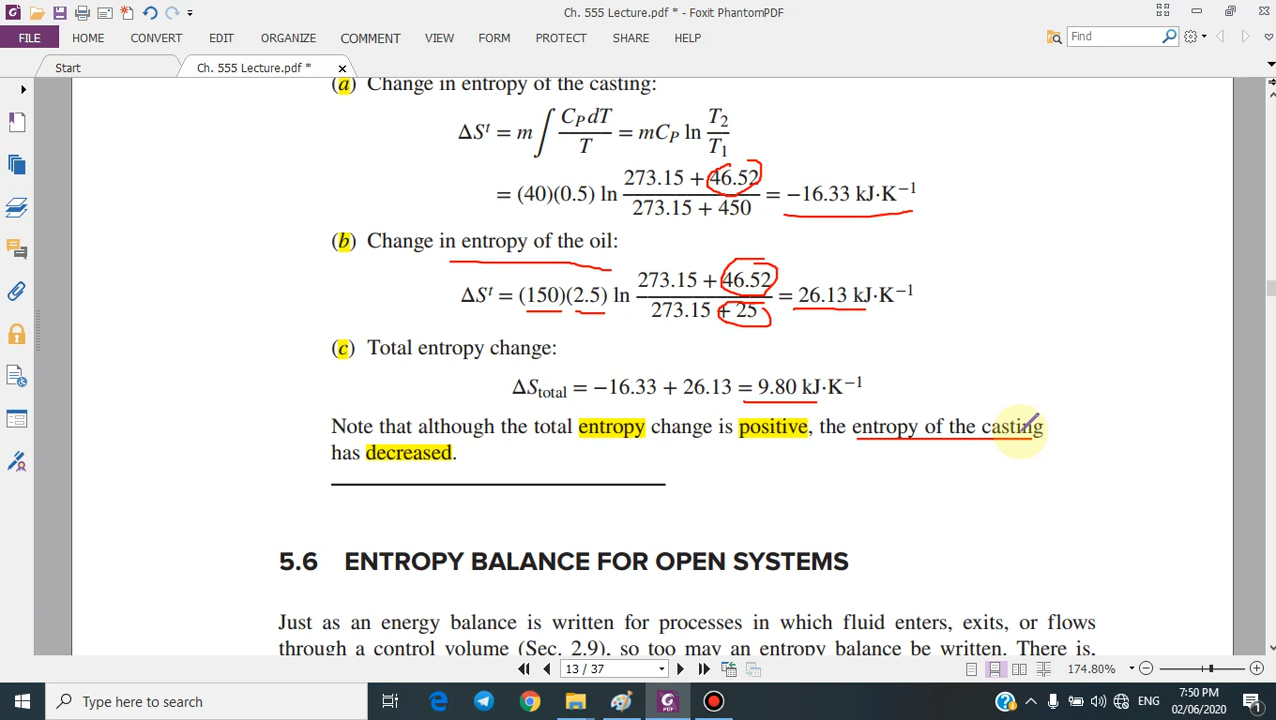 Ch. 555 Lecture.pdf * - Foxit PhantomPDF
FILE HOME CONVERT EDIT ORGANIZE COMMENT VIEW FORM PROTECT SHARE HELP Find
Start Ch. 555 Lecture.pdf *
(a) Change in entropy of the casting:
ΔSᵗ = m ∫ C_P dT / T = mC_P ln T₂ / T₁
= (40)(0.5) ln (273.15 + 46.52) / (273.15 + 450) = −16.33 kJ·K⁻¹
(b) Change in entropy of the oil:
ΔSᵗ = (150)(2.5) ln (273.15 + 46.52) / (273.15 + 25) = 26.13 kJ·K⁻¹
(c) Total entropy change:
ΔS_total = −16.33 + 26.13 = 9.80 kJ·K⁻¹
Note that although the total entropy change is positive, the entropy of the casting
has decreased.
5.6 ENTROPY BALANCE FOR OPEN SYSTEMS
Just as an energy balance is written for processes in which fluid enters, exits, or flows
through a control volume (Sec. 2.9), so too may an entropy balance be written. There is,
13 / 37 174.80%
Type here to search ENG 7:50 PM
02/06/2020 1